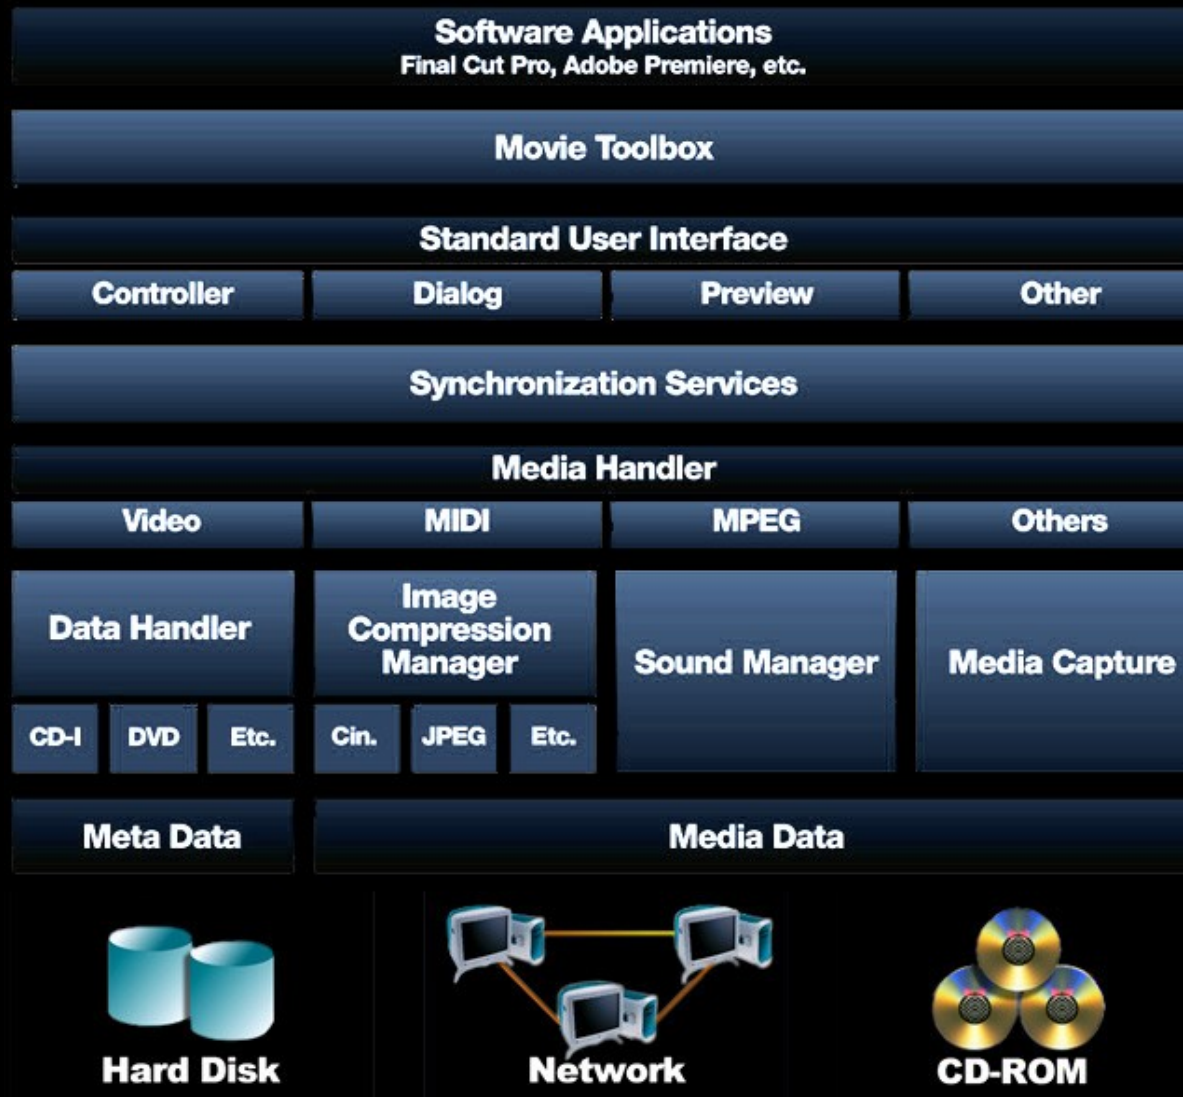 Software Applications
Final Cut Pro, Adobe Premiere, etc.
Movie Toolbox
Standard User Interface
Controller
Dialog
Preview
Other
Synchronization Services
Media Handler
Video
MIDI
MPEG
Others
Data Handler
Image
Compression
Manager
Sound Manager
Media Capture
CD-I
DVD
Etc.
Cin.
JPEG
Etc.
Meta Data
Media Data
Hard Disk
Network
CD-ROM